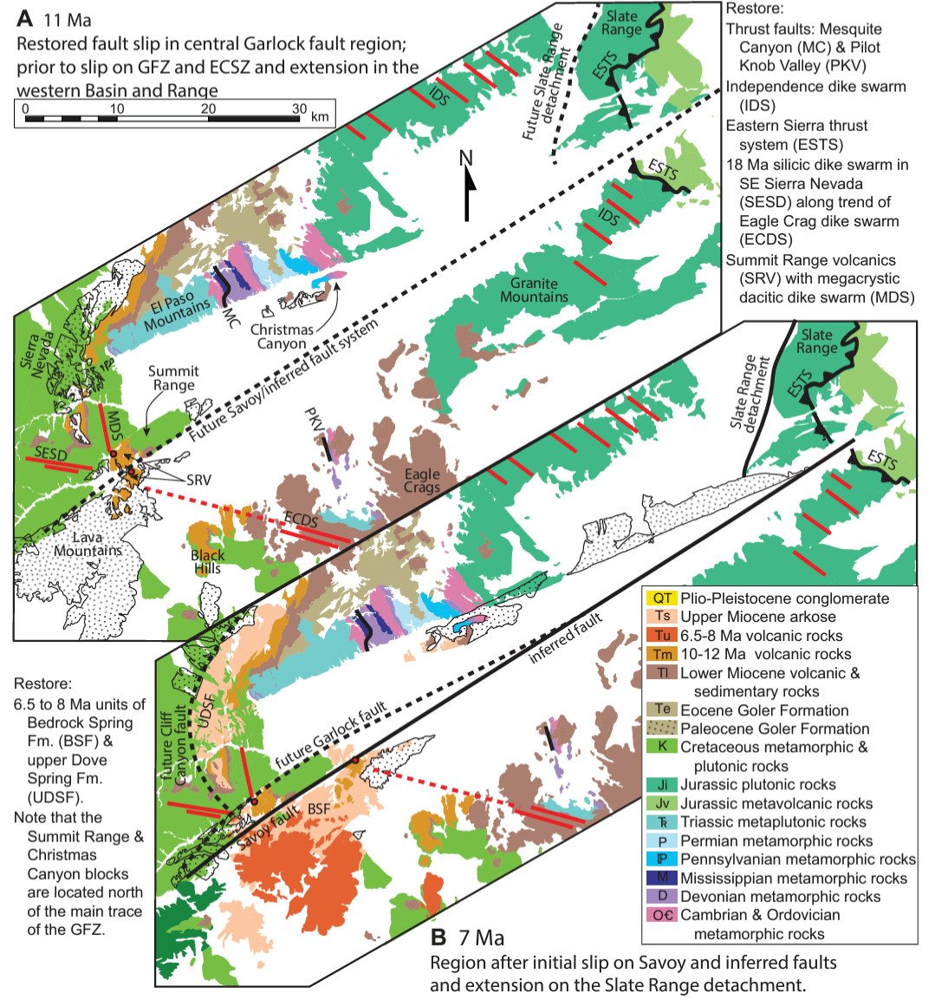 A 11 Ma
Restored fault slip in central Garlock fault region;
prior to slip on GFZ and ECSZ and extension in the
western Basin and Range
0 10 20 30 km
Restore:
Thrust faults: Mesquite
Canyon (MC) & Pilot
Knob Valley (PKV)
Independence dike swarm
(IDS)
Eastern Sierra thrust
system (ESTS)
18 Ma silicic dike swarm in
SE Sierra Nevada
(SESD) along trend of
Eagle Crag dike swarm
(ECDS)
Summit Range volcanics
(SRV) with megacrystic
dacitic dike swarm (MDS)
Slate
Range
ESTS
Future Slate Range
detachment
IDS
N
ESTS
IDS
Granite
Mountains
El Paso
Mountains
MC
Christmas
Canyon
Sierra
Nevada
Summit
Range
Future Savoy/inferred fault system
MDS
SESD
SRV
PKV
Eagle
Crags
ECDS
Lava
Mountains
Black
Hills
Slate
Range
ESTS
Slate Range
detachment
ESTS
inferred fault
future Garlock fault
UDSF
future Cliff
Canyon fault
Savoy fault
BSF
Restore:
6.5 to 8 Ma units of
Bedrock Spring
Fm. (BSF) &
upper Dove
Spring Fm.
(UDSF).
Note that the
Summit Range &
Christmas
Canyon blocks
are located north
of the main trace
of the GFZ.
QT Plio-Pleistocene conglomerate
Ts Upper Miocene arkose
Tu 6.5-8 Ma volcanic rocks
Tm 10-12 Ma volcanic rocks
Tl Lower Miocene volcanic &
sedimentary rocks
Te Eocene Goler Formation
Paleocene Goler Formation
K Cretaceous metamorphic &
plutonic rocks
Ji Jurassic plutonic rocks
Jv Jurassic metavolcanic rocks
Ꞧ Triassic metaplutonic rocks
P Permian metamorphic rocks
ℙ Pennsylvanian metamorphic rocks
M Mississippian metamorphic rocks
D Devonian metamorphic rocks
O€ Cambrian & Ordovician
metamorphic rocks
B 7 Ma
Region after initial slip on Savoy and inferred faults
and extension on the Slate Range detachment.